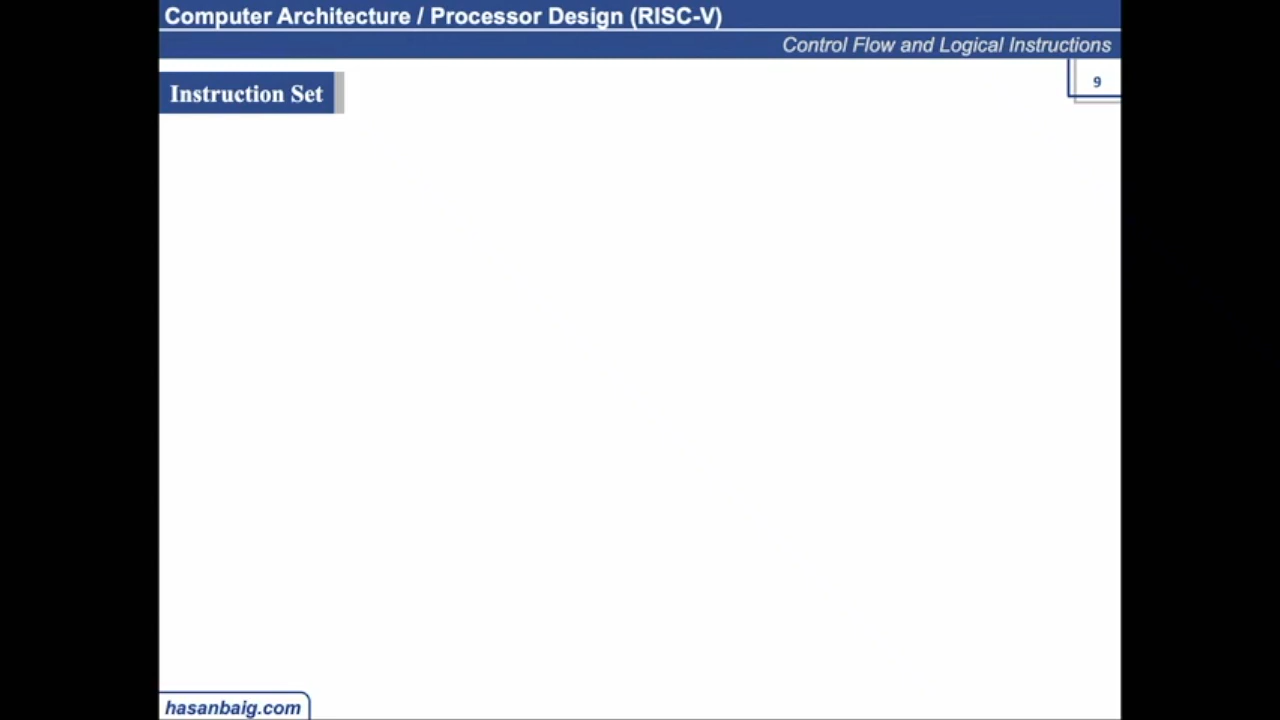 Computer Architecture / Processor Design (RISC-V)
Control Flow and Logical Instructions
Instruction Set
9
hasanbaig.com